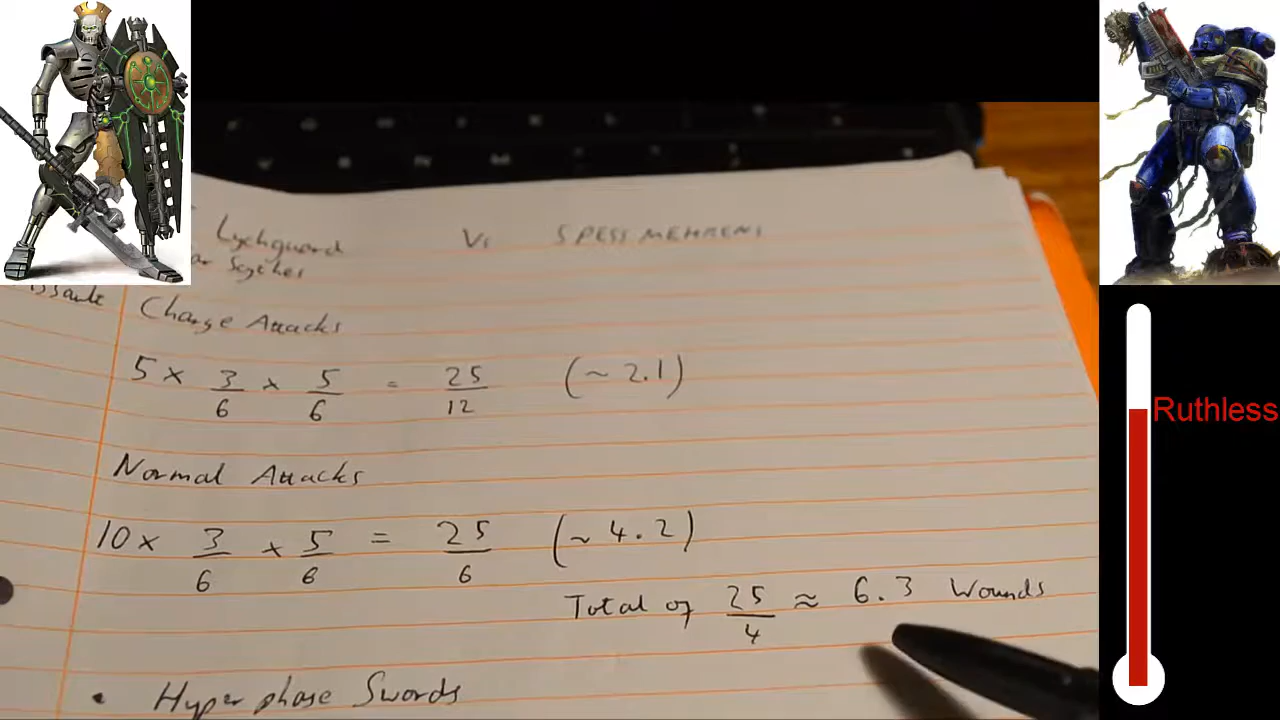 Lychguard Vs SPESS MEHRENS
Scythes
Charge Attacks
5 × 3/6 × 5/6 = 25/12 (~ 2.1)
Normal Attacks
10 × 3/6 × 5/6 = 25/6 (~ 4.2)
Total of 25/4 ≈ 6.3 Wounds
• Hyperphase Swords
Ruthless